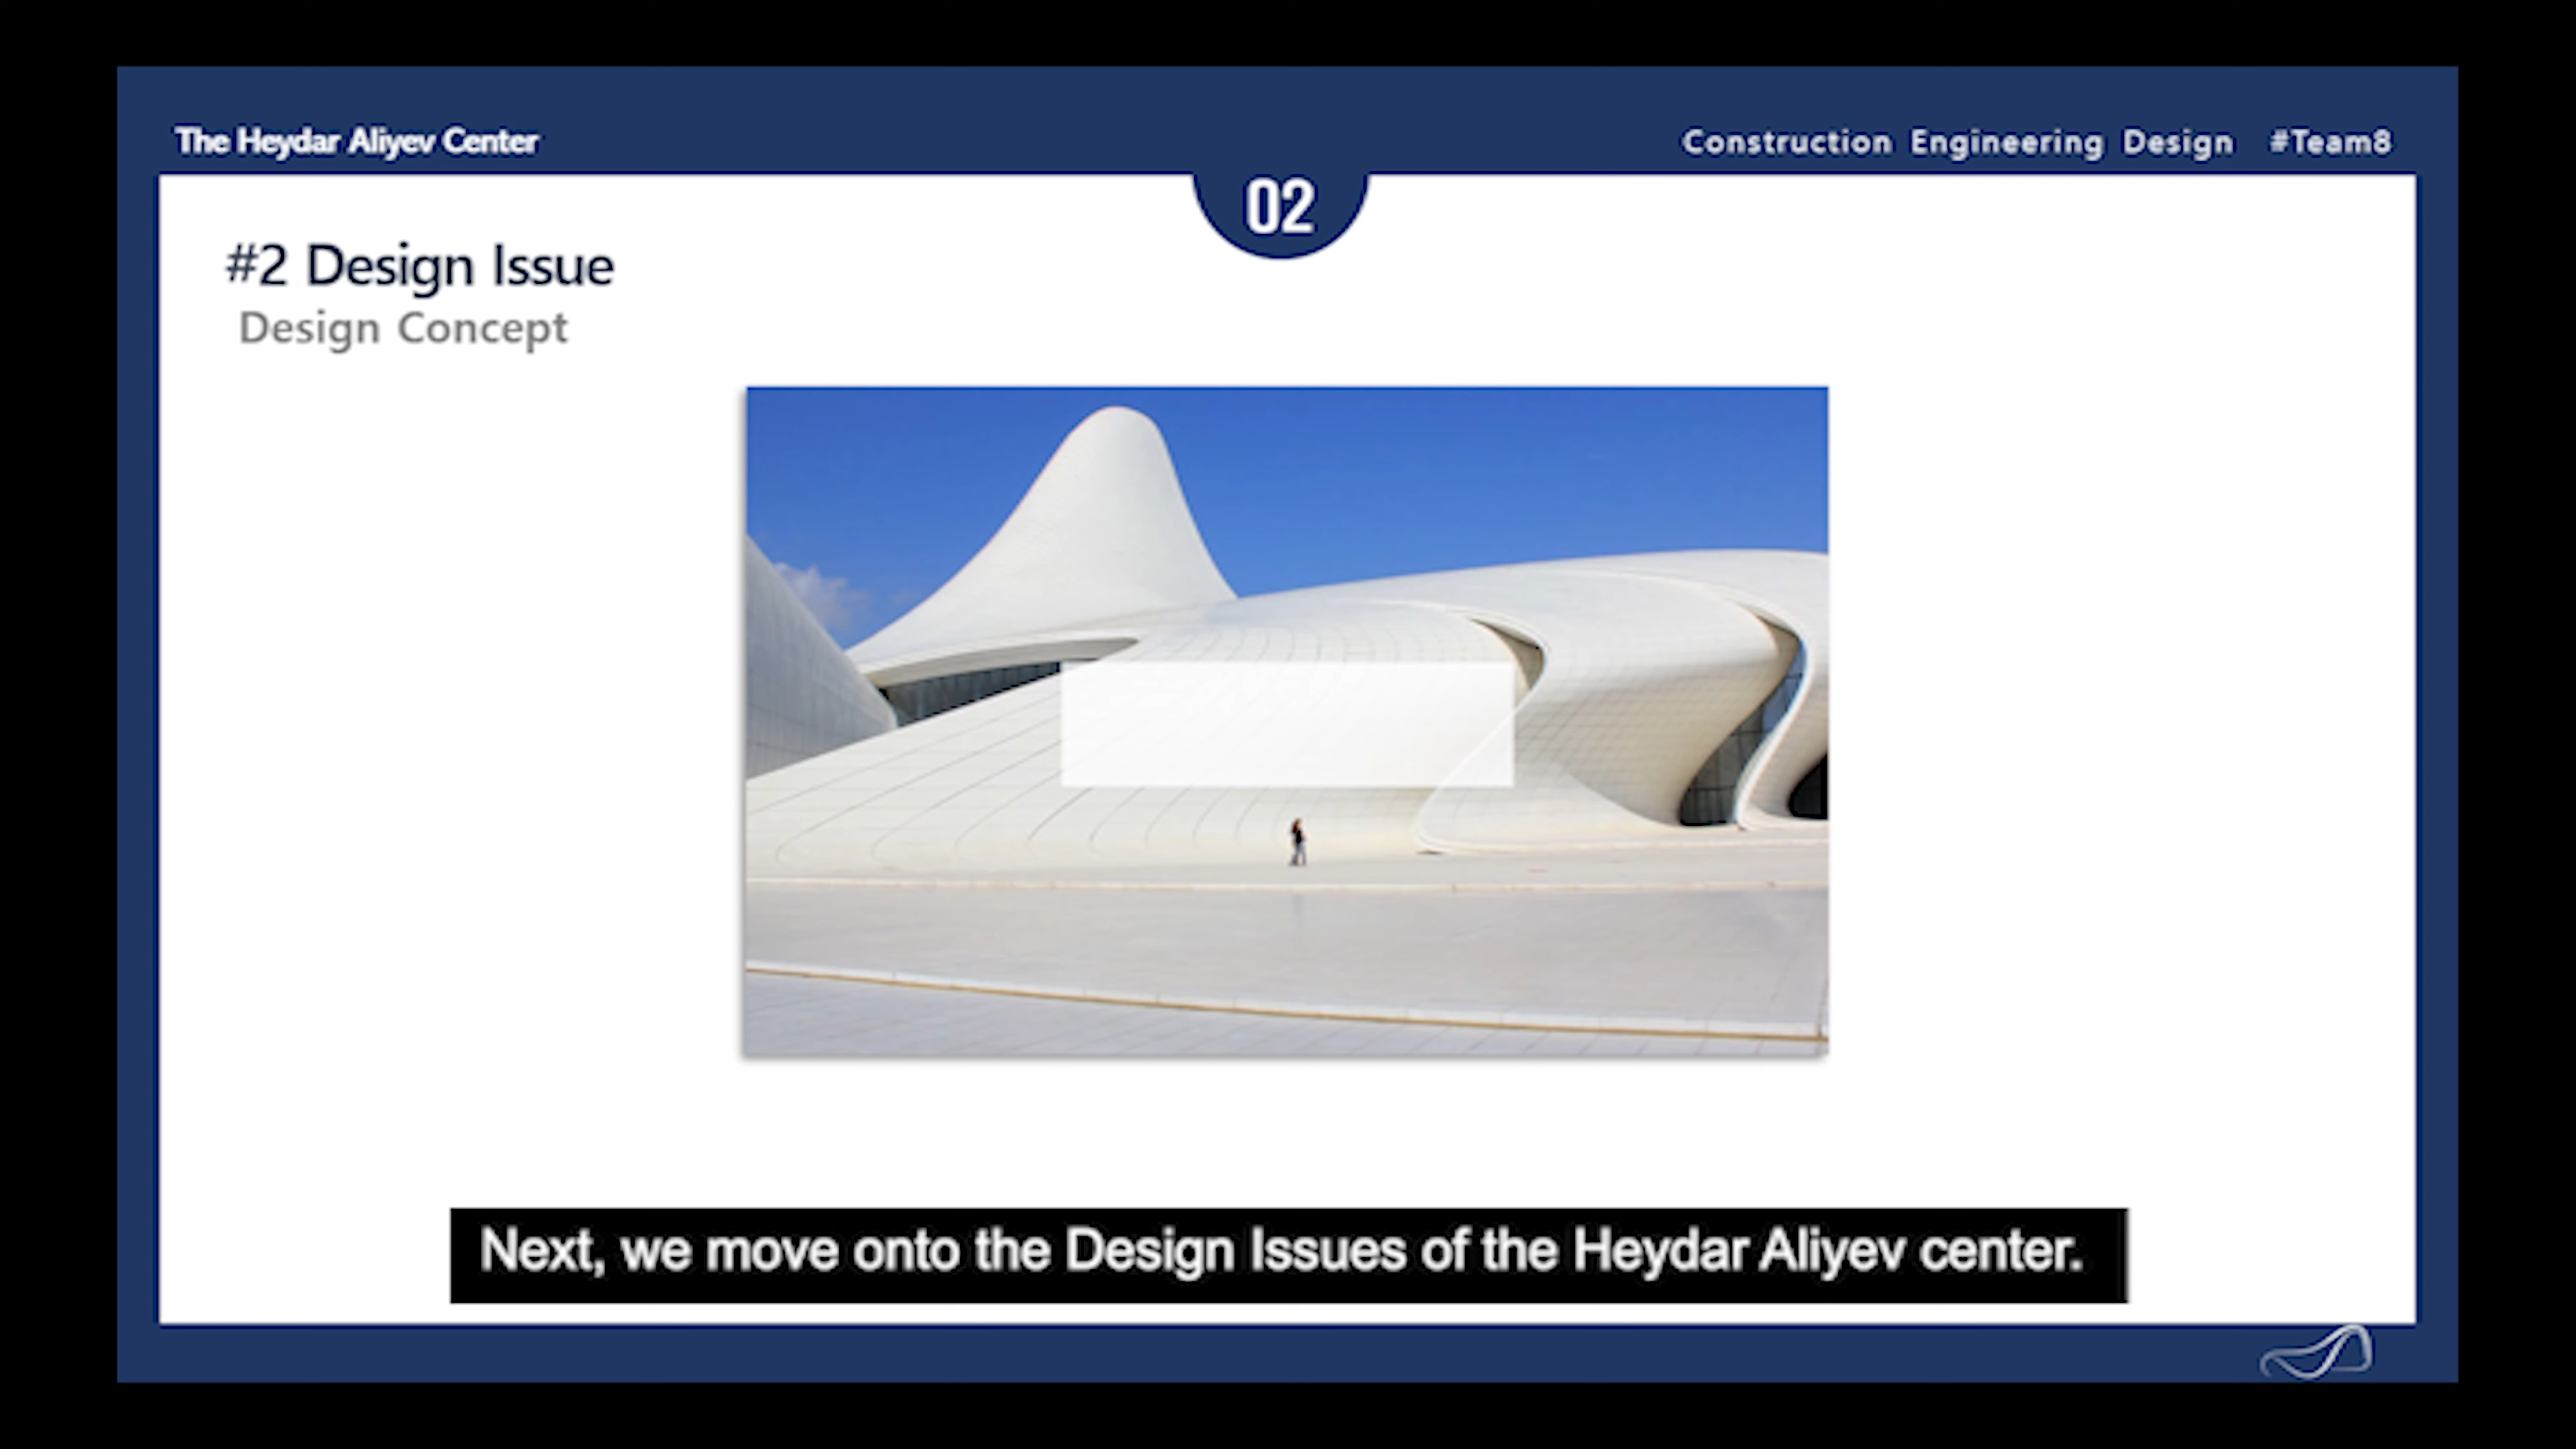 The Heydar Aliyev Center
Construction Engineering Design #Team8
02
#2 Design Issue
Design Concept
Next, we move onto the Design Issues of the Heydar Aliyev center.